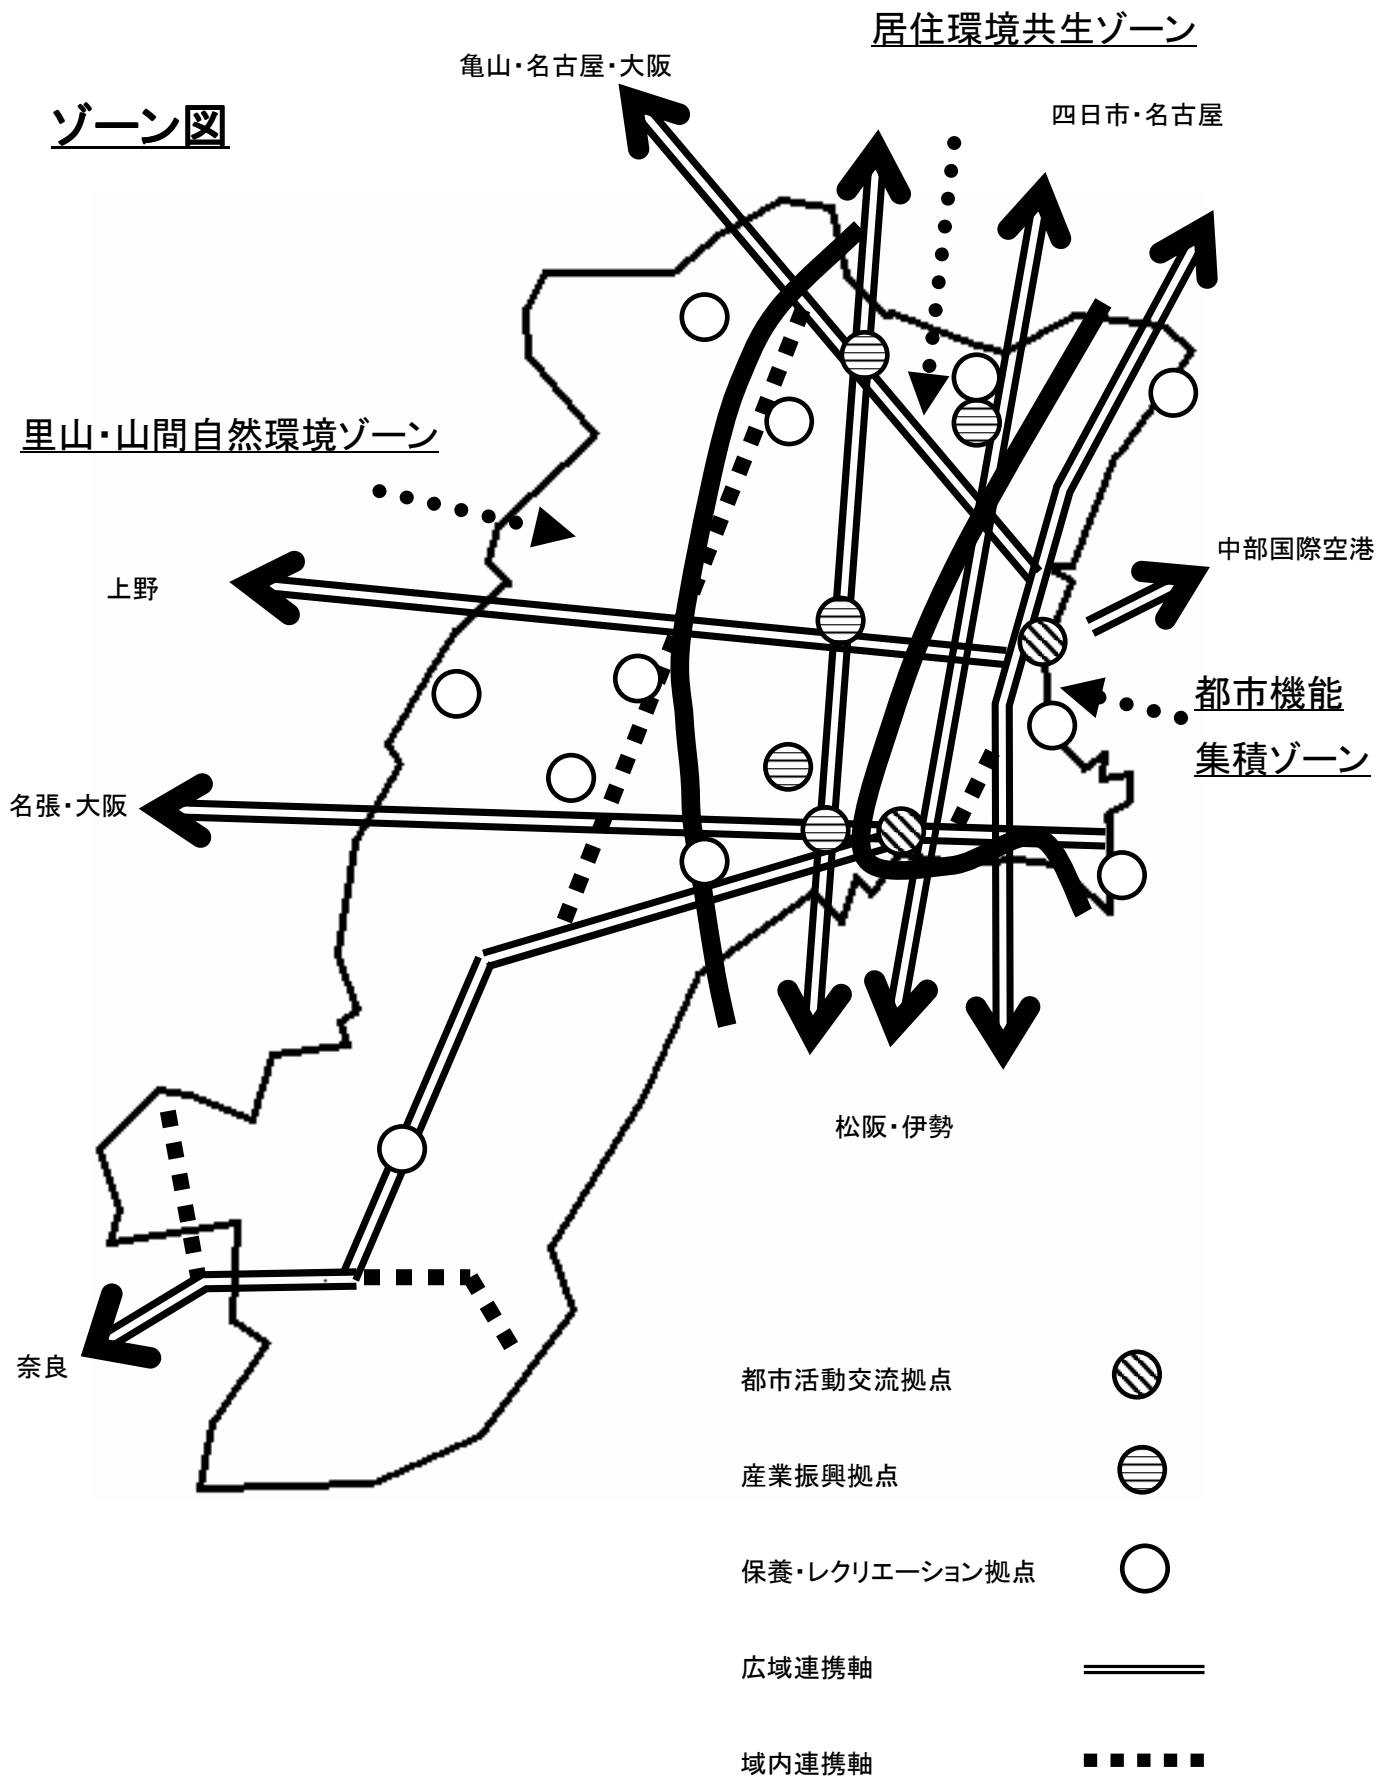 居住環境共生ゾーン
亀山・名古屋・大阪
ゾーン図
四日市・名古屋
里山・山間自然環境ゾーン
中部国際空港
上野
都市機能
集積ゾーン
名張・大阪
松阪・伊勢
奈良
都市活動交流拠点
産業振興拠点
保養・レクリエーション拠点
広域連携軸
域内連携軸